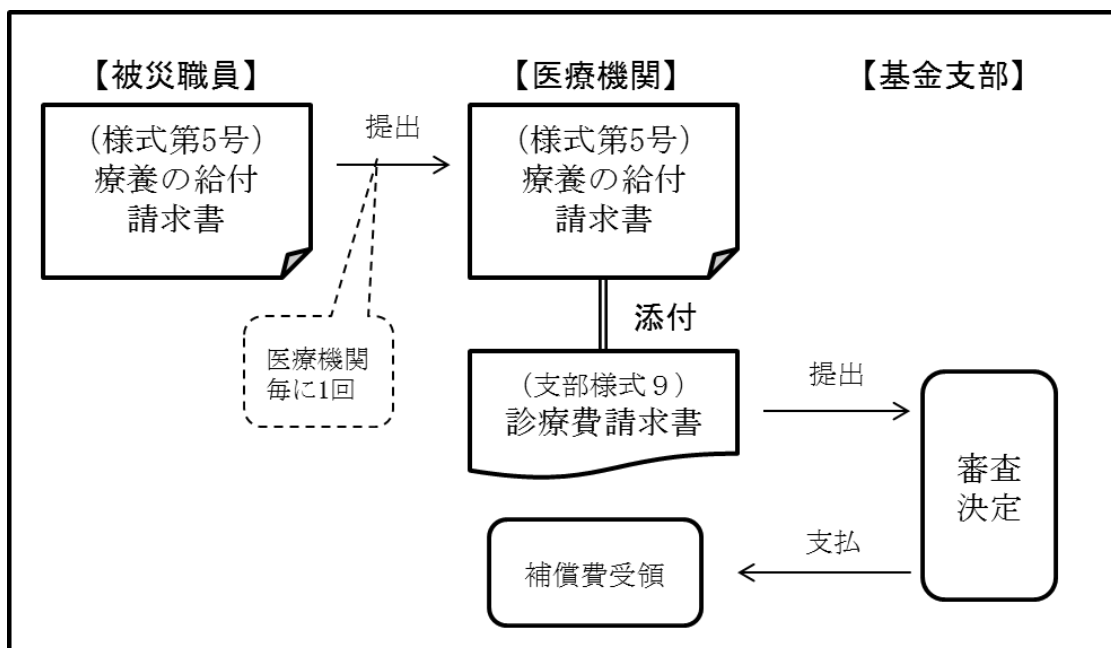 【被災職員】
【医療機関】
【基金支部】
（様式第5号）
療養の給付
請求書
提出
（様式第5号）
療養の給付
請求書
医療機関
毎に1回
添付
（支部様式９）
診療費請求書
提出
審査
決定
支払
補償費受領